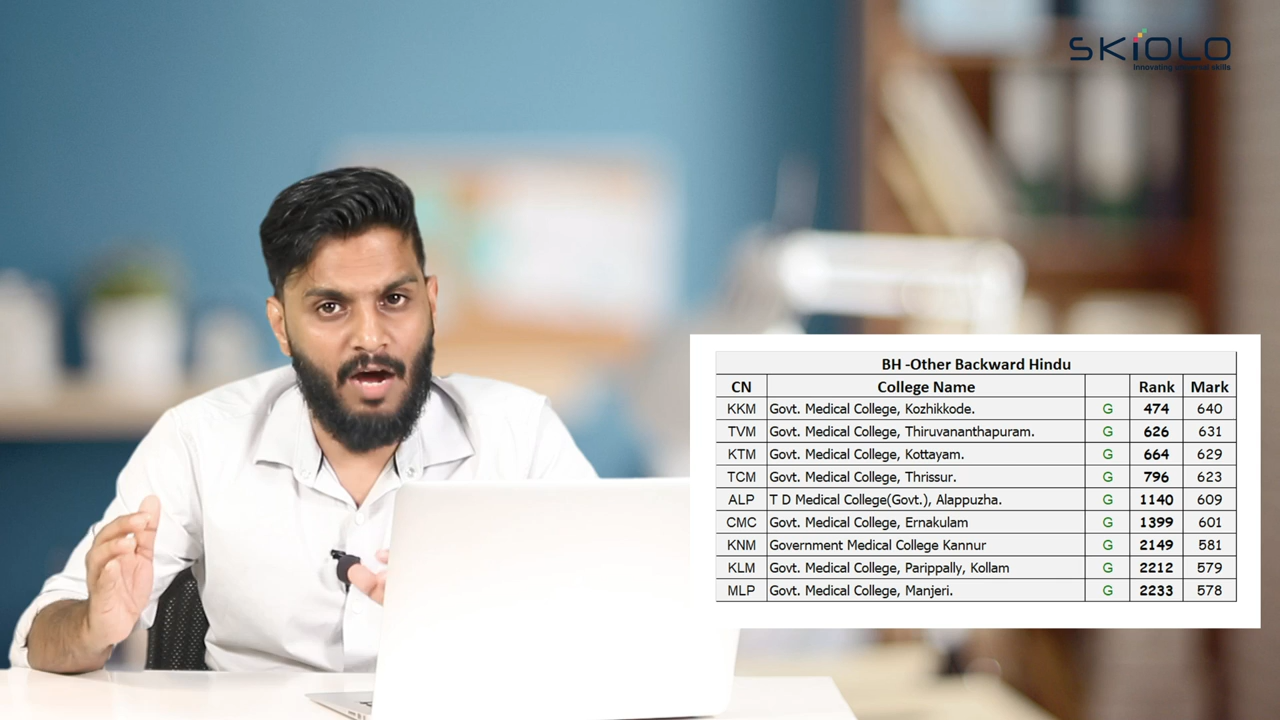 SKiOLO
BH -Other Backward Hindu
CN College Name Rank Mark
KKM Govt. Medical College, Kozhikkode. G 474 640
TVM Govt. Medical College, Thiruvananthapuram. G 626 631
KTM Govt. Medical College, Kottayam. G 664 629
TCM Govt. Medical College, Thrissur. G 796 623
ALP T D Medical College(Govt.), Alappuzha. G 1140 609
CMC Govt. Medical College, Ernakulam G 1399 601
KNM Government Medical College Kannur G 2149 581
KLM Govt. Medical College, Parippally, Kollam G 2212 579
MLP Govt. Medical College, Manjeri. G 2233 578